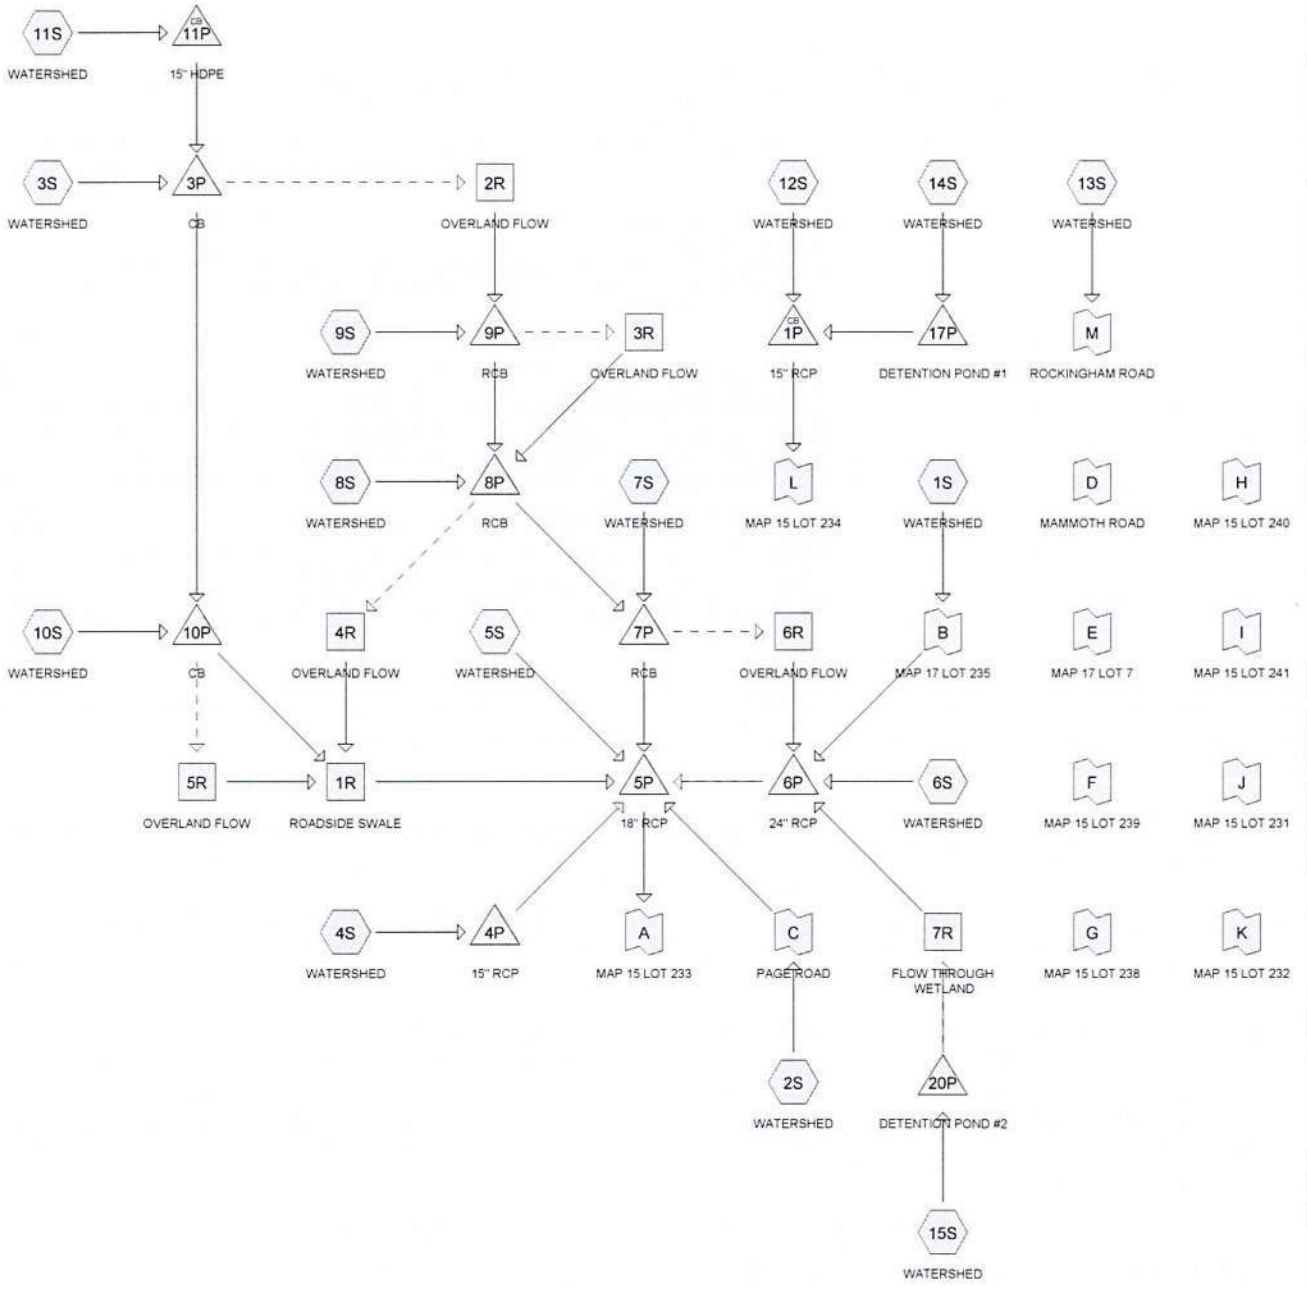 11S
CB
11P
WATERSHED
15" HDPE
3S
3P
2R
12S
14S
13S
WATERSHED
CB
OVERLAND FLOW
WATERSHED
WATERSHED
WATERSHED
9S
9P
3R
CB
1P
17P
M
WATERSHED
RCB
OVERLAND FLOW
15" RCP
DETENTION POND #1
ROCKINGHAM ROAD
8S
8P
7S
L
1S
D
H
WATERSHED
RCB
WATERSHED
MAP 15 LOT 234
WATERSHED
MAMMOTH ROAD
MAP 15 LOT 240
10S
10P
4R
5S
7P
6R
B
E
I
WATERSHED
CB
OVERLAND FLOW
WATERSHED
RCB
OVERLAND FLOW
MAP 17 LOT 235
MAP 17 LOT 7
MAP 15 LOT 241
5R
1R
5P
6P
6S
F
J
OVERLAND FLOW
ROADSIDE SWALE
18" RCP
24" RCP
WATERSHED
MAP 15 LOT 239
MAP 15 LOT 231
4S
4P
A
C
7R
G
K
WATERSHED
15" RCP
MAP 15 LOT 233
PAGE ROAD
FLOW THROUGH
WETLAND
MAP 15 LOT 238
MAP 15 LOT 232
2S
20P
WATERSHED
DETENTION POND #2
15S
WATERSHED